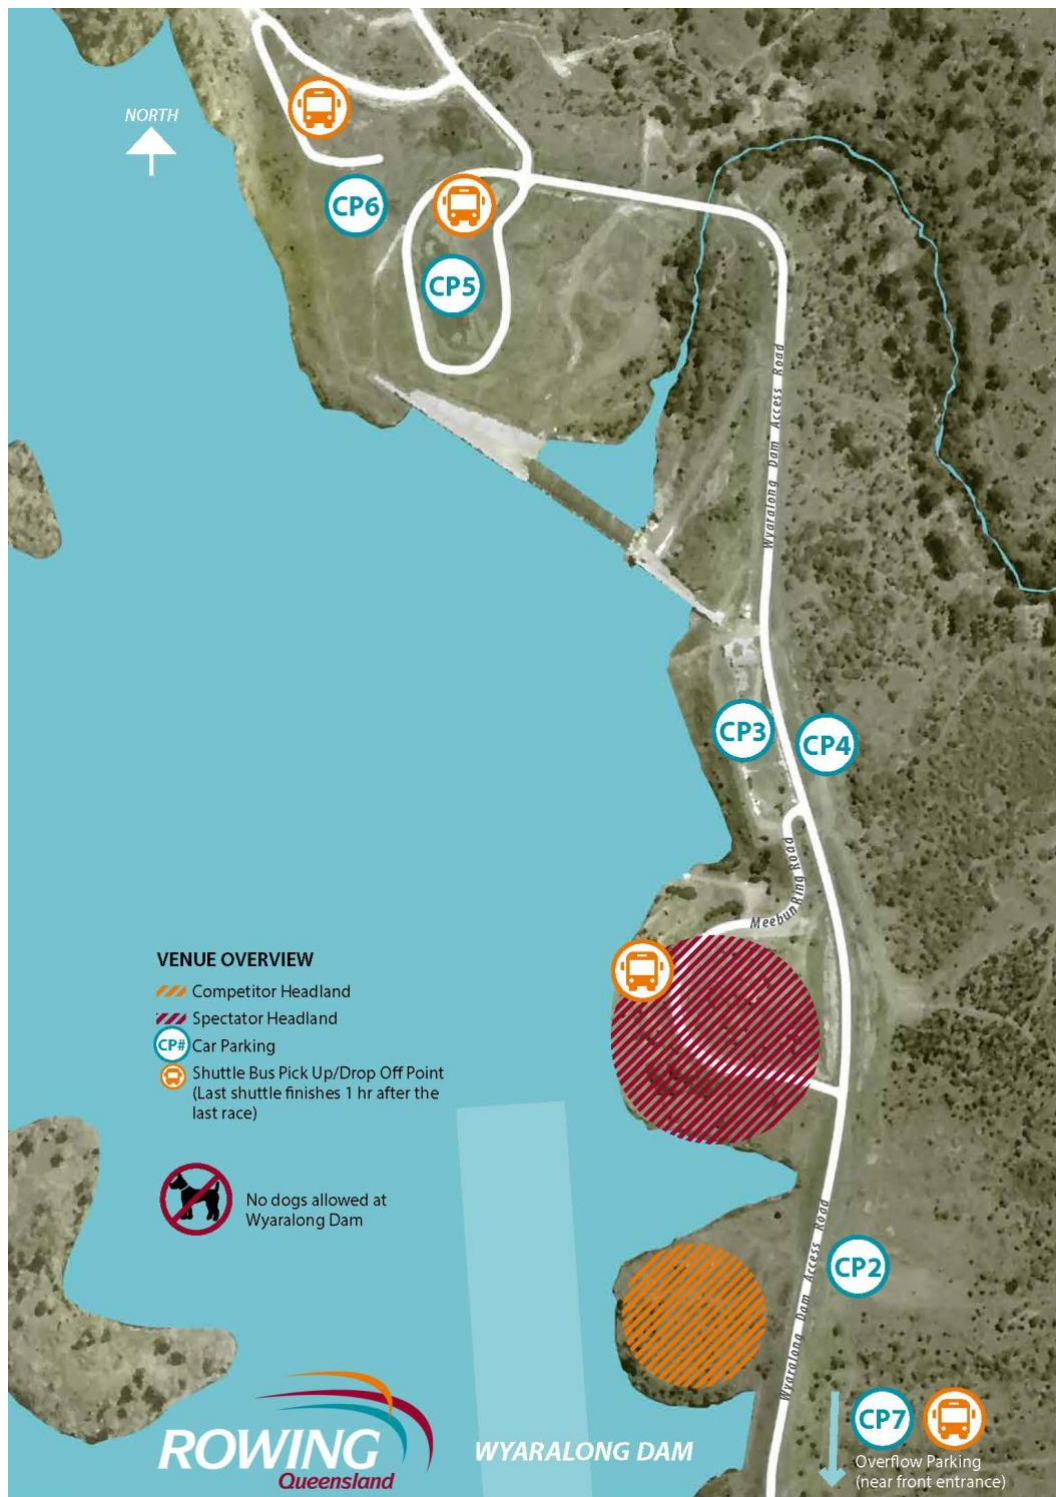 NORTH
CP6
CP5
Wyaralong Dam Access Road
CP3
CP4
Meebun Ring Road
VENUE OVERVIEW
Competitor Headland
Spectator Headland
CP# Car Parking
Shuttle Bus Pick Up/Drop Off Point
(Last shuttle finishes 1 hr after the
last race)
No dogs allowed at
Wyaralong Dam
Wyaralong Dam Access Road
CP2
CP7
Overflow Parking
(near front entrance)
ROWING
Queensland
WYARALONG DAM